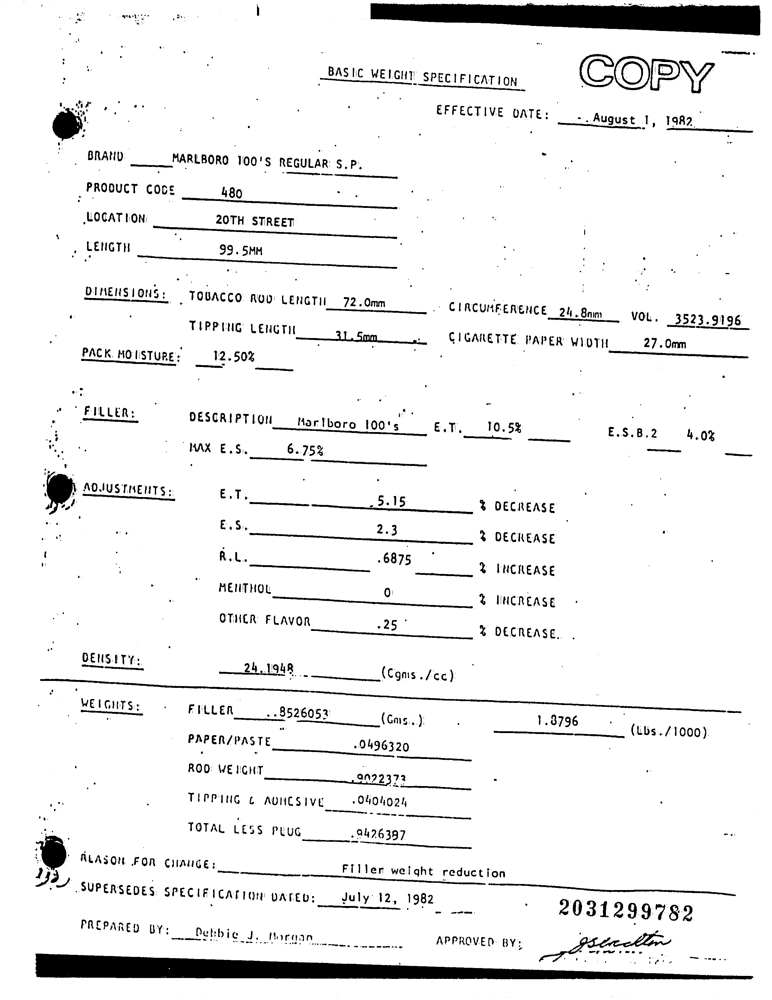 COPY
BASIC WEIGHT SPECIFICATION
EFFECTIVE DATE: August 1, 1982
BRAND MARLBORO 100'S REGULAR S.P.
PRODUCT CODE 480
LOCATION 20TH STREET
LENGTH 99.5MM
DIMENSIONS: TOBACCO ROD LENGTH 72.0mm CIRCUMFERENCE 24.8mm VOL. 3523.9196
TIPPING LENGTH 31.5mm CIGARETTE PAPER WIDTH 27.0mm
PACK MOISTURE: 12.50%
FILLER: DESCRIPTION Marlboro 100's E.T. 10.5% E.S.B.2 4.0%
MAX E.S. 6.75%
ADJUSTMENTS: E.T. 5.15 % DECREASE
E.S. 2.3 % DECREASE
R.L. .6875 % INCREASE
MENTHOL 0 % INCREASE
OTHER FLAVOR .25 % DECREASE
DENSITY: 24.1948 (Cgms./cc)
WEIGHTS: FILLER .8526053 (Gms.) 1.8796 (Lbs./1000)
PAPER/PASTE .0496320
ROD WEIGHT .9022373
TIPPING & ADHESIVE .0404024
TOTAL LESS PLUG .9426397
REASON FOR CHANGE: Filler weight reduction
SUPERSEDES SPECIFICATION DATED: July 12, 1982
2031299782
PREPARED BY: Debbie J. Morgan APPROVED BY: